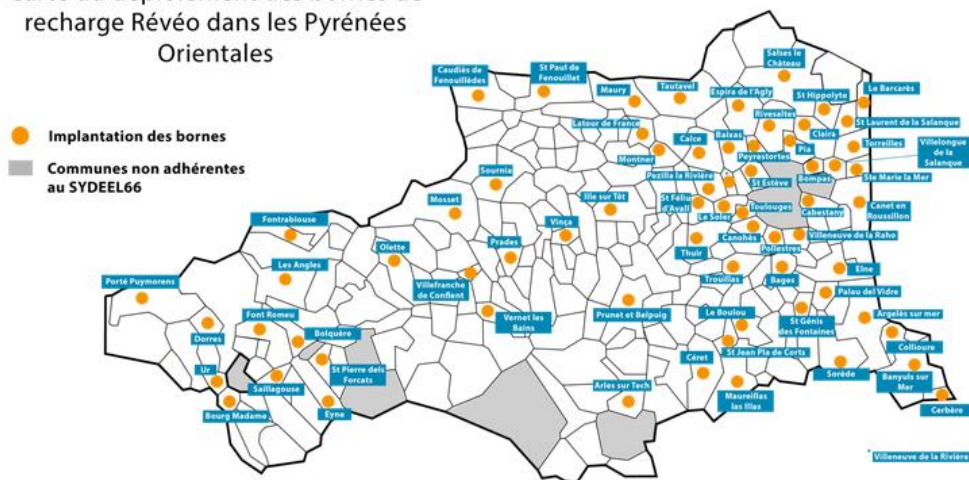 recharge Révéo dans les Pyrénées
Orientales
Implantation des bornes
Communes non adhérentes
au SYDEEL66
Salses le
Château
Caudiès de
Fenouillédes
St Paul de
Fenouillet
Maury
Tautavel
Espira de l'Agly
St Hippolyte
Le Barcarès
Rivesaltes
St Laurent de la Salanque
Latour de France
Claira
Calce
Baixas
Pia
Torreilles
Villelongue
de la
Salanque
Montner
Peyrestortes
Sournia
Pezilla la Rivière
St Estève
Bompas
Ste Marie la Mer
Mosset
Ille sur Têt
St Féliu
d'Avall
Toulouges
Le Soler
Cabestany
Canet en
Roussillon
Fontrabiouse
Vinça
Olette
Prades
Canohès
Villeneuve de la Raho
Pollestres
Thuir
Les Angles
Porté Puymorens
Villefranche
de Conflent
Trouillas
Bages
Elne
Palau del Vidre
Font Romeu
Vernet les
Bains
Prunet et Belpuig
Le Boulou
Argelès sur mer
Dorres
Bolquère
St Génis
des Fontaines
Collioure
St Jean Pla de Corts
Ur
St Pierre dels
Forcats
Céret
Sorède
Banyuls sur
Mer
Saillagouse
Arles sur Tech
Maureillas
las Illas
Bourg Madame
Eyne
Cerbère
* Villeneuve de la Rivière